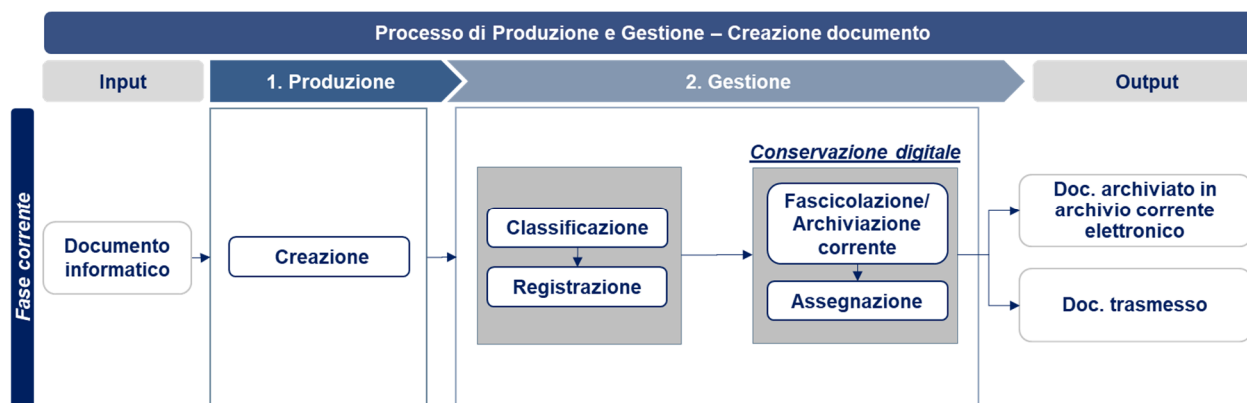 Processo di Produzione e Gestione – Creazione documento
Input
1. Produzione
2. Gestione
Output
Fase corrente
Documento
informatico
Creazione
Classificazione
Registrazione
Conservazione digitale
Fascicolazione/
Archiviazione
corrente
Assegnazione
Doc. archiviato in
archivio corrente
elettronico
Doc. trasmesso